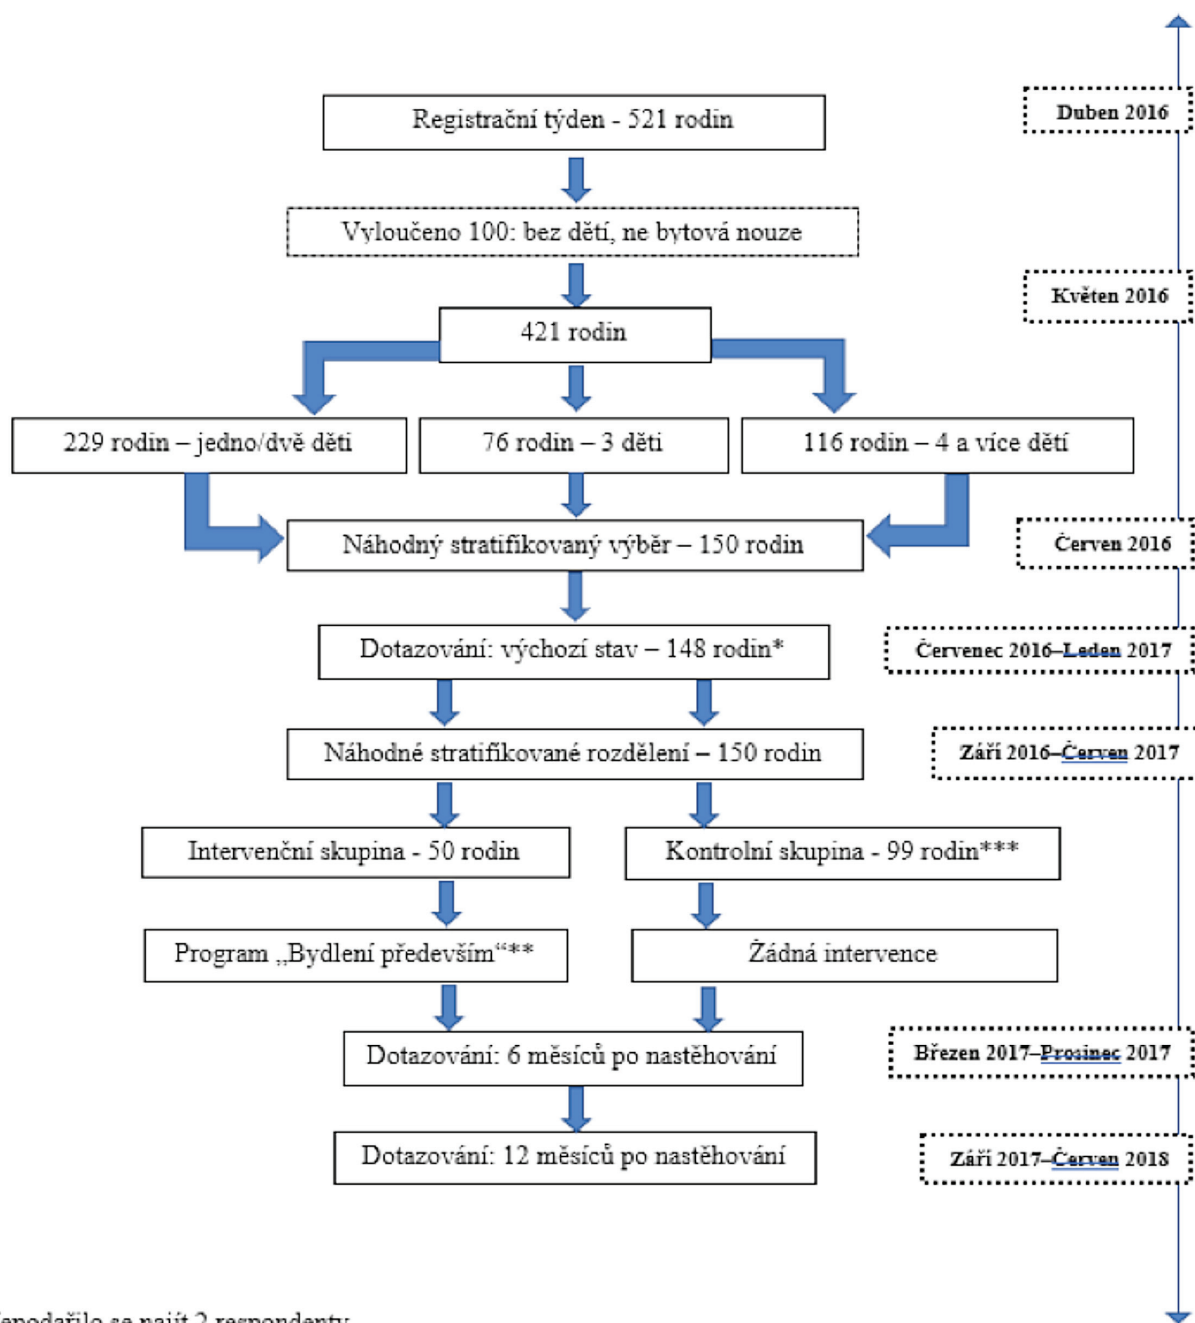 Registrační týden - 521 rodin
Duben 2016
Vyloučeno 100: bez dětí, ne bytová nouze
Květen 2016
421 rodin
229 rodin – jedno/dvě děti
76 rodin – 3 děti
116 rodin – 4 a více dětí
Náhodný stratifikovaný výběr – 150 rodin
Červen 2016
Dotazování: výchozí stav – 148 rodin*
Červenec 2016–Leden 2017
Náhodné stratifikované rozdělení – 150 rodin
Září 2016–Červen 2017
Intervenční skupina - 50 rodin
Kontrolní skupina - 99 rodin***
Program „Bydlení především“**
Žádná intervence
Dotazování: 6 měsíců po nastěhování
Březen 2017–Prosinec 2017
Dotazování: 12 měsíců po nastěhování
Září 2017–Červen 2018
se najít 2 respondenty